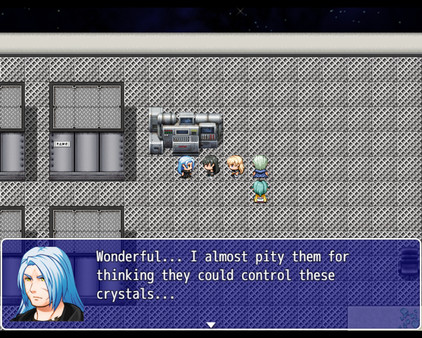 Wonderful... I almost pity them for
thinking they could control these
crystals...